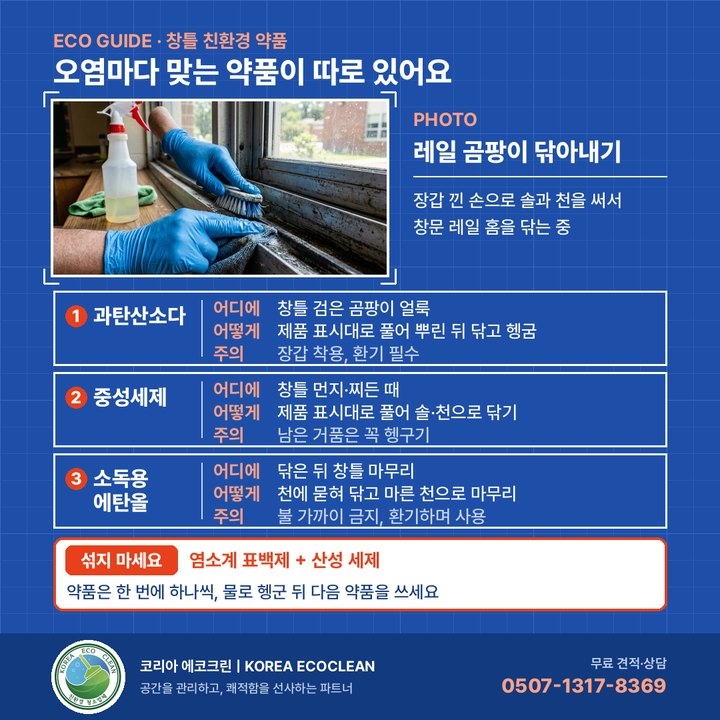 ECO GUIDE · 창틀 친환경 약품
오염마다 맞는 약품이 따로 있어요
PHOTO
레일 곰팡이 닦아내기
장갑 낀 손으로 솔과 천을 써서
창문 레일 홈을 닦는 중
1 과탄산소다
어디에 창틀 검은 곰팡이 얼룩
어떻게 제품 표시대로 풀어 뿌린 뒤 닦고 헹굼
주의 장갑 착용, 환기 필수
2 중성세제
어디에 창틀 먼지·찌든 때
어떻게 제품 표시대로 풀어 솔·천으로 닦기
주의 남은 거품은 꼭 헹구기
3 소독용
에탄올
어디에 닦은 뒤 창틀 마무리
어떻게 천에 묻혀 닦고 마른 천으로 마무리
주의 불 가까이 금지, 환기하며 사용
섞지 마세요 염소계 표백제 + 산성 세제
약품은 한 번에 하나씩, 물로 헹군 뒤 다음 약품을 쓰세요
KOREA ECO CLEAN
코리아 에코크린 | KOREA ECOCLEAN
공간을 관리하고, 쾌적함을 선사하는 파트너
무료 견적·상담
0507-1317-8369